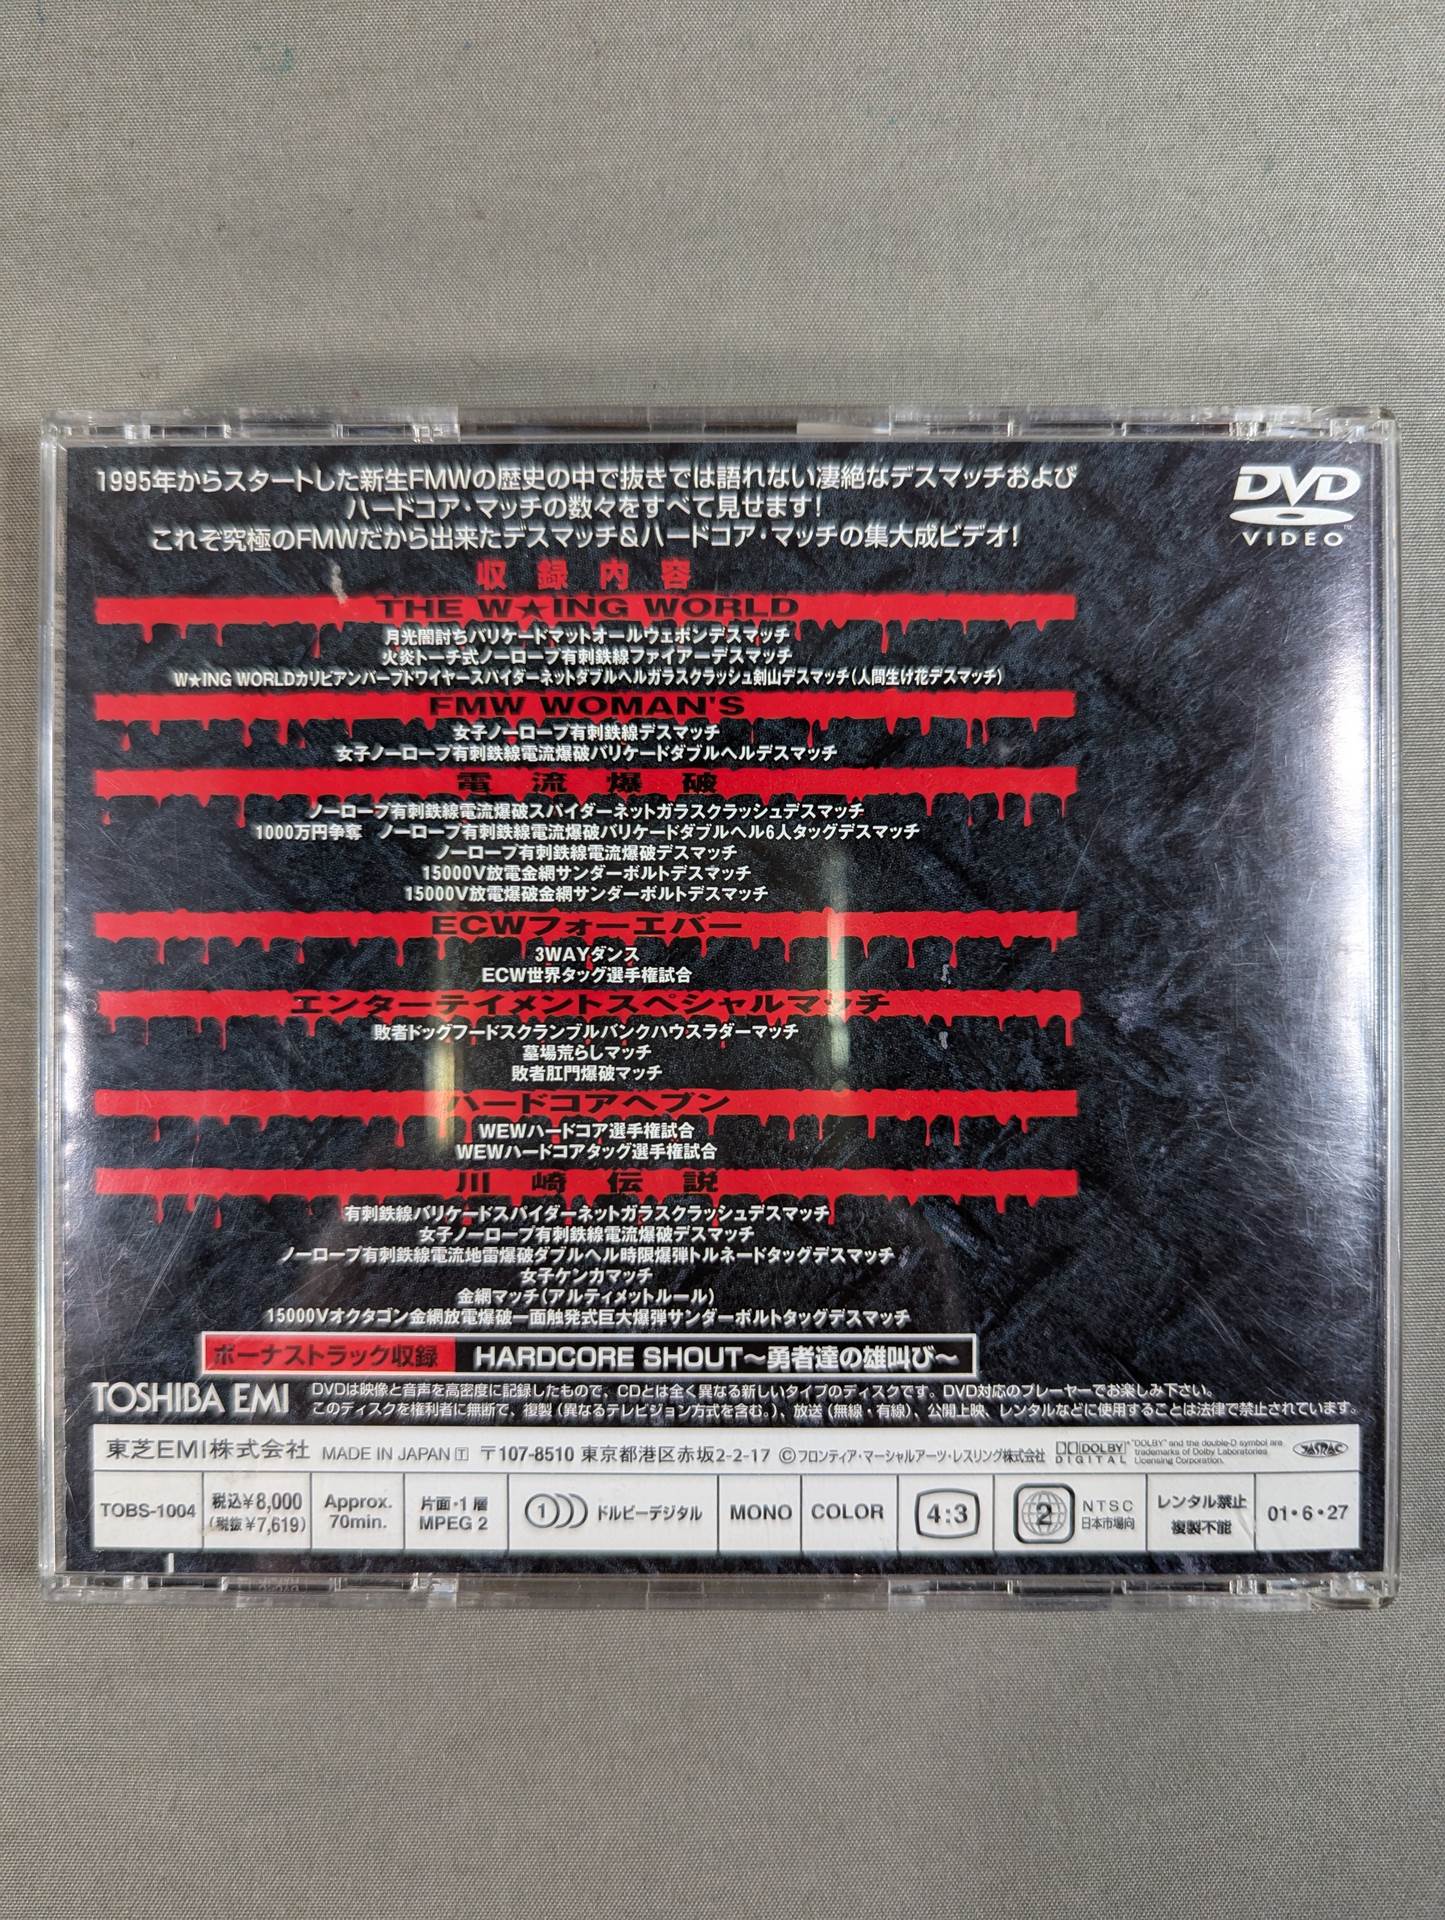 1995年からスタートした新生FMWの歴史の中で抜きでは語れない凄絶なデスマッチおよび
ハードコア・マッチの数々をすべて見せます!
これぞ究極のFMWだから出来たデスマッチ&ハードコア・マッチの集大成ビデオ!
DVD
VIDEO
収録内容
THE W★ING WORLD
月光闇討ちバリケードマットオールウェポンデスマッチ
火炎トーチ式ノーロープ有刺鉄線ファイアーデスマッチ
W★ING WORLDカリビアンバーブドワイヤースパイダーネットダブルヘルガラスクラッシュ剣山デスマッチ(人間生け花デスマッチ)
FMW WOMAN'S
女子ノーロープ有刺鉄線デスマッチ
女子ノーロープ有刺鉄線電流爆破バリケードダブルヘルデスマッチ
電流爆破
ノーロープ有刺鉄線電流爆破スパイダーネットガラスクラッシュデスマッチ
1000万円争奪 ノーロープ有刺鉄線電流爆破バリケードダブルヘル6人タッグデスマッチ
ノーロープ有刺鉄線電流爆破デスマッチ
15000V放電金網サンダーボルトデスマッチ
15000V放電爆破金網サンダーボルトデスマッチ
ECWフォーエバー
3WAYダンス
ECW世界タッグ選手権試合
エンターテイメントスペシャルマッチ
敗者ドッグフードスクランブルバンクハウスラダーマッチ
墓場荒らしマッチ
敗者肛門爆破マッチ
ハードコアヘブン
WEWハードコア選手権試合
WEWハードコアタッグ選手権試合
川崎伝説
有刺鉄線バリケードスパイダーネットガラスクラッシュデスマッチ
女子ノーロープ有刺鉄線電流爆破デスマッチ
ノーロープ有刺鉄線電流地雷爆破ダブルヘル時限爆弾トルネードタッグデスマッチ
女子ケンカマッチ
金網マッチ(アルティメットルール)
15000Vオクタゴン金網放電爆破一面触発式巨大爆弾サンダーボルトタッグデスマッチ
ボーナストラック収録 HARDCORE SHOUT〜勇者達の雄叫び〜
TOSHIBA EMI
DVDは映像と音声を高密度に記録したもので、CDとは全く異なる新しいタイプのディスクです。DVD対応のプレーヤーでお楽しみ下さい。
このディスクを権利者に無断で、複製(異なるテレビジョン方式を含む。)、放送(無線・有線)、公開上映、レンタルなどに使用することは法律で禁止されています。
東芝EMI株式会社 MADE IN JAPAN T 〒107-8510 東京都港区赤坂2-2-17 ©フロンティア・マーシャルアーツ・レスリング株式会社
DOLBY DIGITAL
"DOLBY" and the double-D symbol are
trademarks of Dolby Laboratories
Licensing Corporation.
JASRAC
TOBS-1004
税込¥8,000
(税抜¥7,619)
Approx.
70min.
片面・1層
MPEG 2
1 ドルビーデジタル
MONO
COLOR
4:3
2
NTSC
日本市場向
レンタル禁止
複製不能
01・6・27